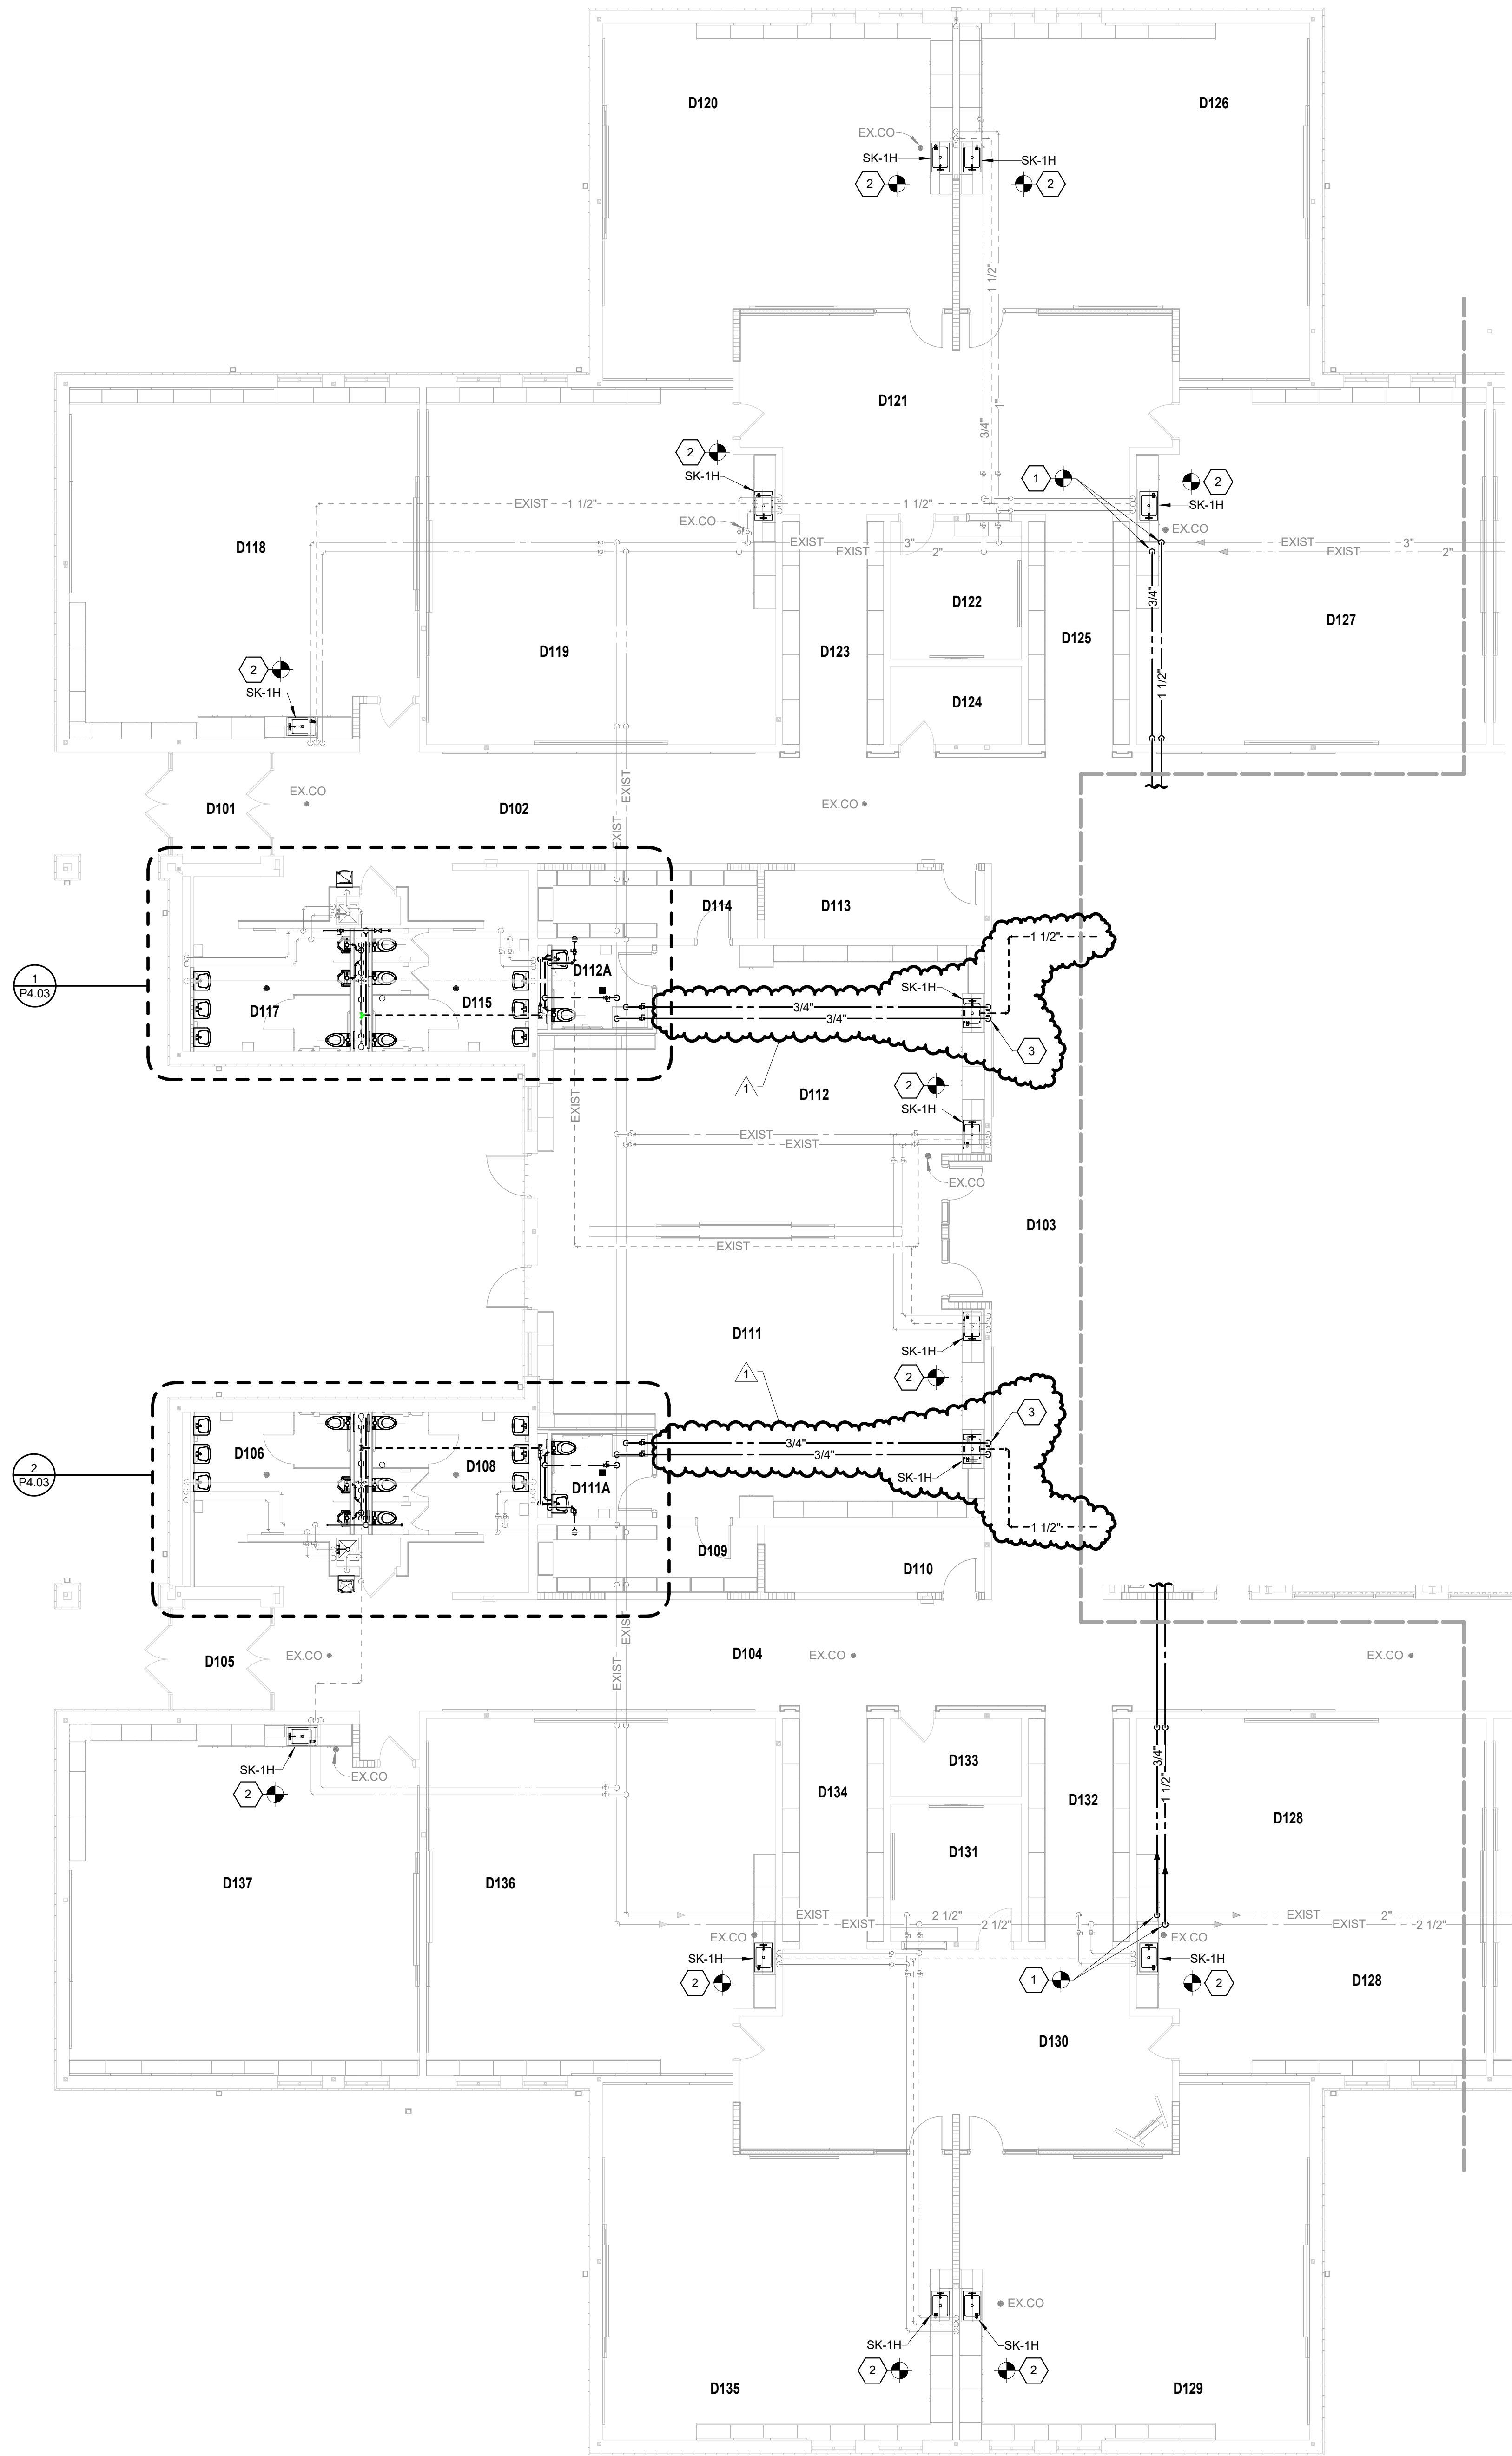 D120
D126
EX.CO
SK-1H
SK-1H
2
2
1 1/2"
D121
3/4"
1"
2
SK-1H
1
2
SK-1H
EXIST
1 1/2"
1 1/2"
EX.CO
EX.CO
D118
EXIST
3"
EXIST
3"
2"
EXIST
2"
3/4"
D122
D127
D119
D123
D125
2
SK-1H
1 1/2"
D124
EXIST
EX.CO
D101
D102
EX.CO
EXIST
D114
D113
1 1/2"
D112A
1
P4.03
SK-1H
D117
D115
3/4"
3/4"
3
1
2
D112
EXIST
SK-1H
EXIST
EXIST
EX.CO
D103
EXIST
D111
SK-1H
1
2
3
D106
3/4"
3/4"
2
P4.03
D108
SK-1H
D111A
1 1/2"
D109
D110
EXIST
D105
EX.CO
D104
EX.CO
EX.CO
EXIST
3/4"
D133
SK-1H
EX.CO
2
D134
D132
1 1/2"
D128
D131
D137
D136
EXIST
2 1/2"
EXIST
2"
EXIST
2 1/2"
EXIST
2 1/2"
EX.CO
EX.CO
SK-1H
SK-1H
2
1
2
D128
D130
EX.CO
SK-1H
SK-1H
2
2
D135
D129